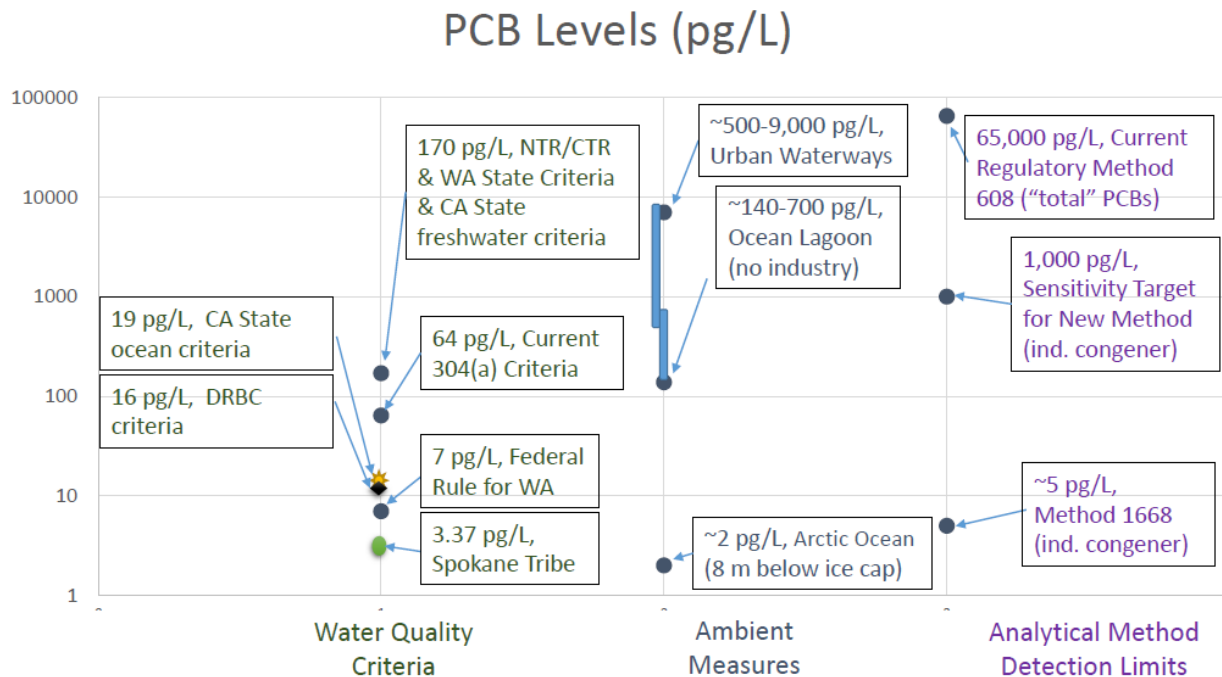 PCB Levels (pg/L)
100000
10000
1000
100
10
1
170 pg/L, NTR/CTR
& WA State Criteria
& CA State
freshwater criteria
19 pg/L, CA State
ocean criteria
16 pg/L, DRBC
criteria
64 pg/L, Current
304(a) Criteria
7 pg/L, Federal
Rule for WA
3.37 pg/L,
Spokane Tribe
~500-9,000 pg/L,
Urban Waterways
~140-700 pg/L,
Ocean Lagoon
(no industry)
~2 pg/L, Arctic Ocean
(8 m below ice cap)
65,000 pg/L, Current
Regulatory Method
608 ("total" PCBs)
1,000 pg/L,
Sensitivity Target
for New Method
(ind. congener)
~5 pg/L,
Method 1668
(ind. congener)
Water Quality
Criteria
Ambient
Measures
Analytical Method
Detection Limits